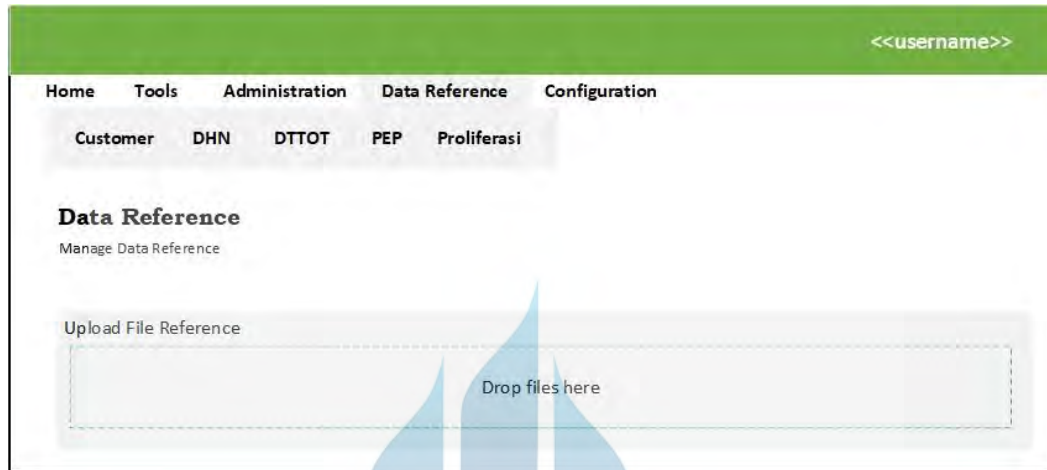 <<username>>
Home Tools Administration Data Reference Configuration
Customer DHN DTTOT PEP Proliferasi
Data Reference
Manage Data Reference
Upload File Reference
Drop files here